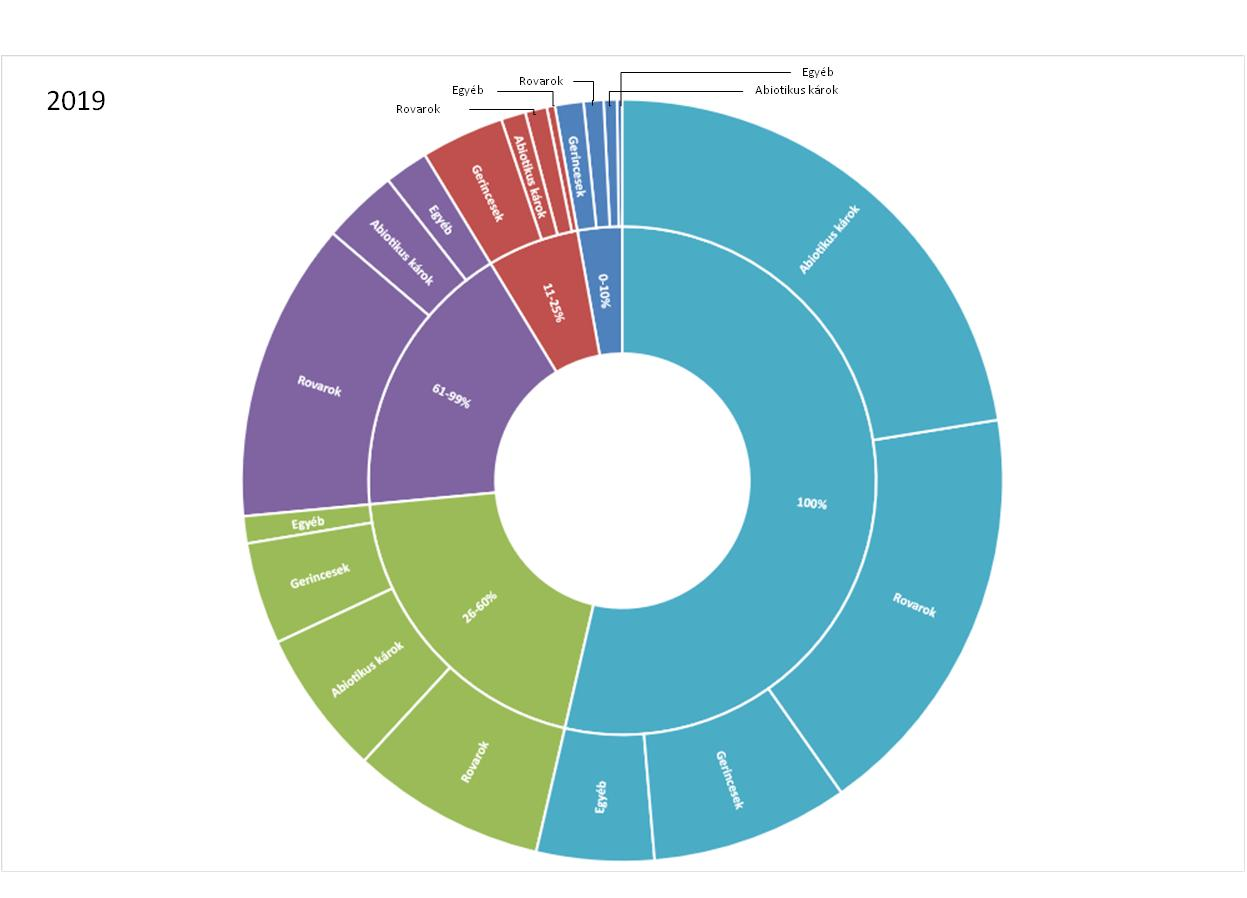 2019
Egyéb
Rovarok
Egyéb
Abiotikus károk
Rovarok
Gerincesek
Abiotikus károk
Gerincesek
Egyéb
Abiotikus károk
Abiotikus károk
0-10%
11-25%
Rovarok
61-99%
100%
Egyéb
Gerincesek
26-60%
Rovarok
Abiotikus károk
Rovarok
Gerincesek
Egyéb